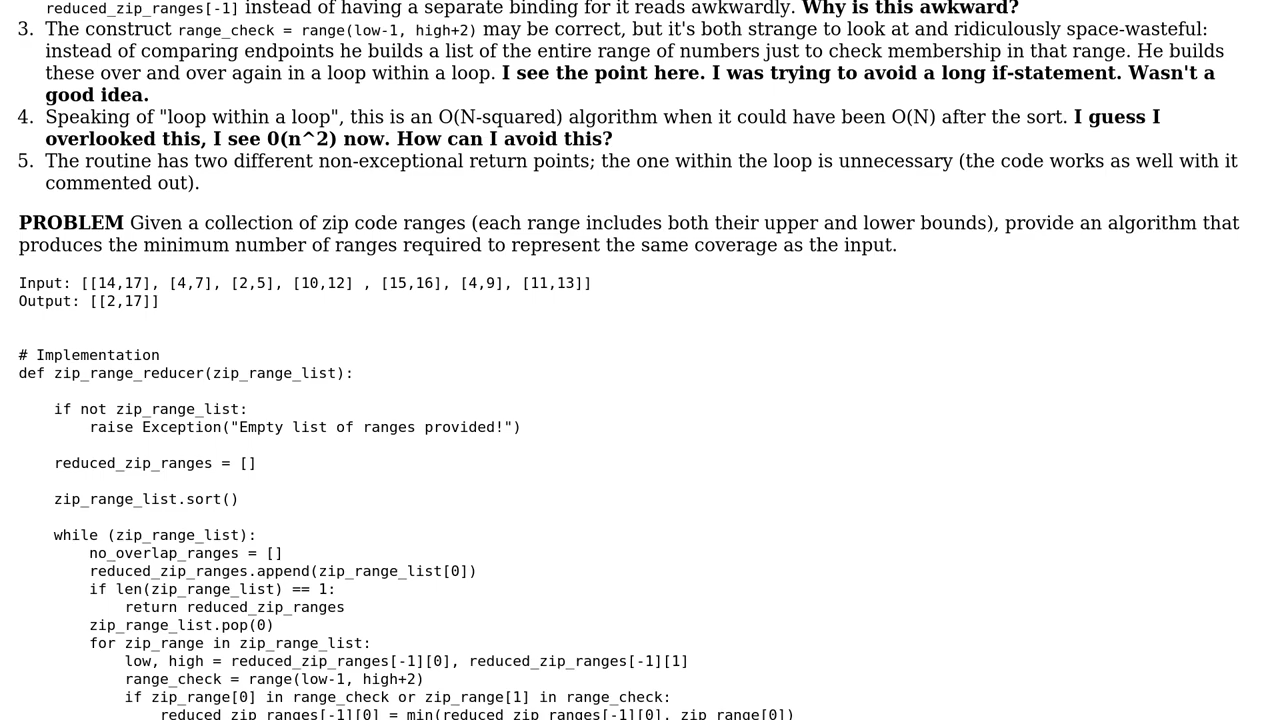 reduced_zip_ranges[-1] instead of having a separate binding for it reads awkwardly. Why is this awkward?
3. The construct range_check = range(low-1, high+2) may be correct, but it's both strange to look at and ridiculously space-wasteful:
instead of comparing endpoints he builds a list of the entire range of numbers just to check membership in that range. He builds
these over and over again in a loop within a loop. I see the point here. I was trying to avoid a long if-statement. Wasn't a
good idea.
4. Speaking of "loop within a loop", this is an O(N-squared) algorithm when it could have been O(N) after the sort. I guess I
overlooked this, I see 0(n^2) now. How can I avoid this?
5. The routine has two different non-exceptional return points; the one within the loop is unnecessary (the code works as well with it
commented out).
PROBLEM Given a collection of zip code ranges (each range includes both their upper and lower bounds), provide an algorithm that
produces the minimum number of ranges required to represent the same coverage as the input.
Input: [[14,17], [4,7], [2,5], [10,12] , [15,16], [4,9], [11,13]]
Output: [[2,17]]
# Implementation
def zip_range_reducer(zip_range_list):
    if not zip_range_list:
        raise Exception("Empty list of ranges provided!")
    reduced_zip_ranges = []
    zip_range_list.sort()
    while (zip_range_list):
        no_overlap_ranges = []
        reduced_zip_ranges.append(zip_range_list[0])
        if len(zip_range_list) == 1:
            return reduced_zip_ranges
        zip_range_list.pop(0)
        for zip_range in zip_range_list:
            low, high = reduced_zip_ranges[-1][0], reduced_zip_ranges[-1][1]
            range_check = range(low-1, high+2)
            if zip_range[0] in range_check or zip_range[1] in range_check:
                reduced_zip_ranges[-1][0] = min(reduced_zip_ranges[-1][0], zip_range[0])